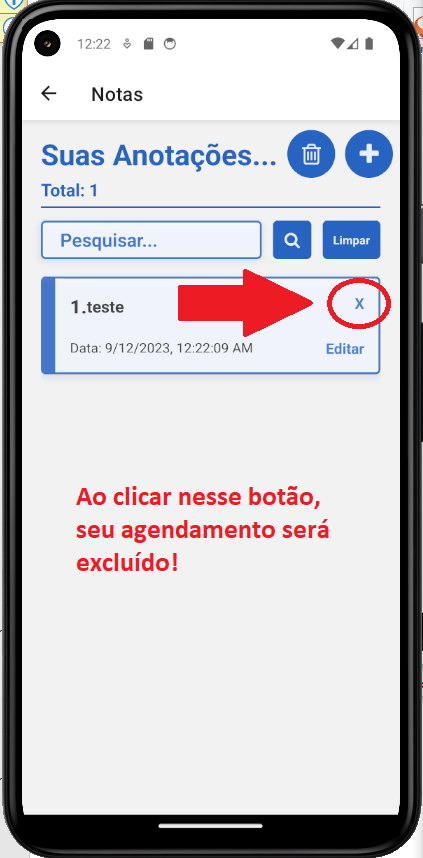 12:22
Notas
Suas Anotações...
Total: 1
Pesquisar...
Limpar
1.teste
X
Data: 9/12/2023, 12:22:09 AM
Editar
Ao clicar nesse botão,
seu agendamento será
excluído!